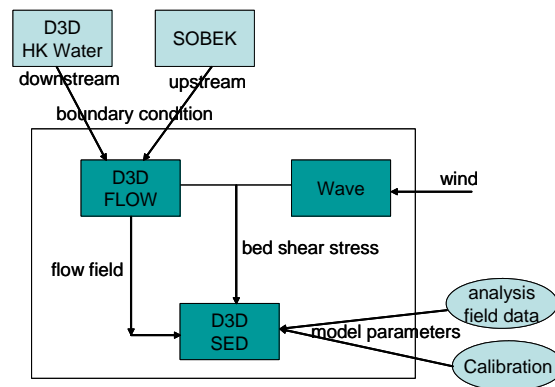 D3D
HK Water
SOBEK
downstream
upstream
boundary condition
D3D
FLOW
Wave
wind
flow field
bed shear stress
D3D
SED
model parameters
analysis
field data
Calibration